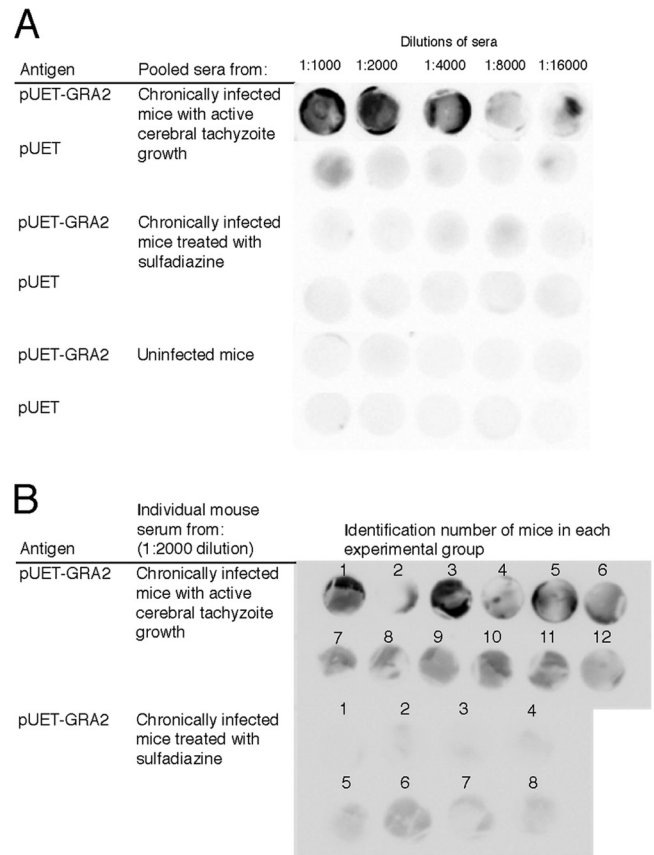 A
Dilutions of sera
Antigen Pooled sera from: 1:1000 1:2000 1:4000 1:8000 1:16000
pUET-GRA2 Chronically infected
mice with active
cerebral tachyzoite
growth
pUET
pUET-GRA2 Chronically infected
mice treated with
sulfadiazine
pUET
pUET-GRA2 Uninfected mice
pUET
B
Individual mouse
serum from:
Antigen (1:2000 dilution)
Identification number of mice in each
experimental group
pUET-GRA2 Chronically infected
mice with active
cerebral tachyzoite
growth
1 2 3 4 5 6
7 8 9 10 11 12
pUET-GRA2 Chronically infected
mice treated with
sulfadiazine
1 2 3 4
5 6 7 8